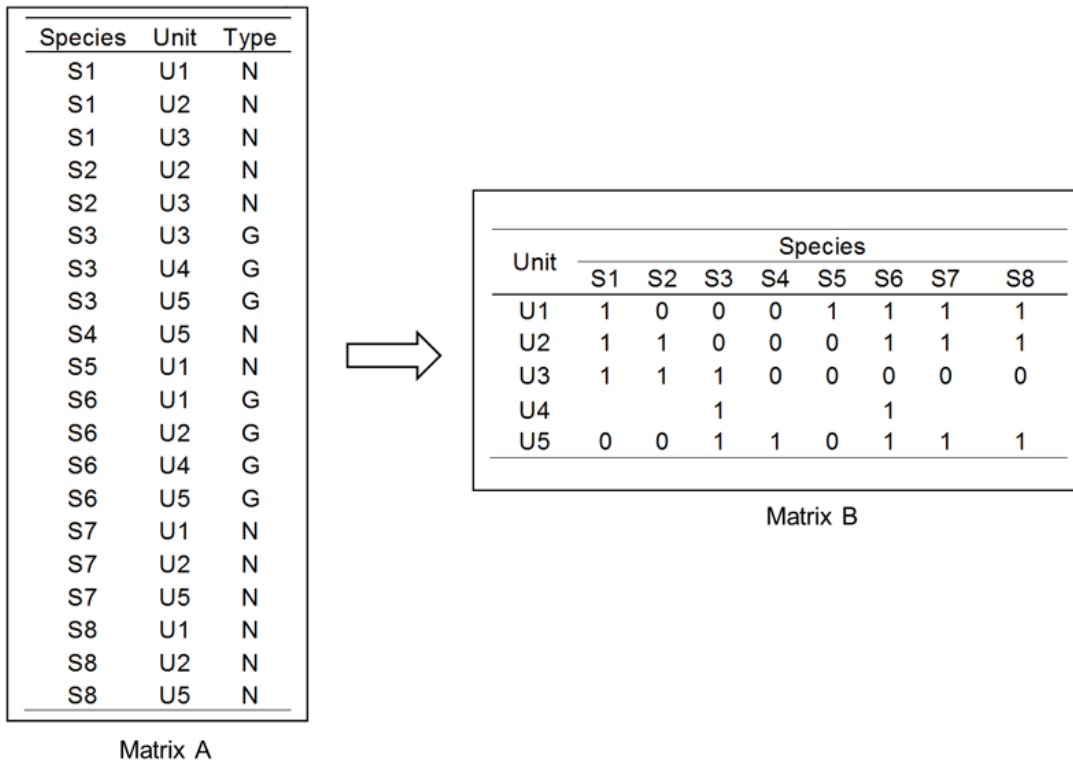 Species Unit Type
S1 U1 N
S1 U2 N
S1 U3 N
S2 U2 N
S2 U3 N
S3 U3 G
S3 U4 G
S3 U5 G
S4 U5 N
S5 U1 N
S6 U1 G
S6 U2 G
S6 U4 G
S6 U5 G
S7 U1 N
S7 U2 N
S7 U5 N
S8 U1 N
S8 U2 N
S8 U5 N
Matrix A
Unit Species
S1 S2 S3 S4 S5 S6 S7 S8
U1 1 0 0 0 1 1 1 1
U2 1 1 0 0 0 1 1 1
U3 1 1 1 0 0 0 0 0
U4 1 1
U5 0 0 1 1 0 1 1 1
Matrix B